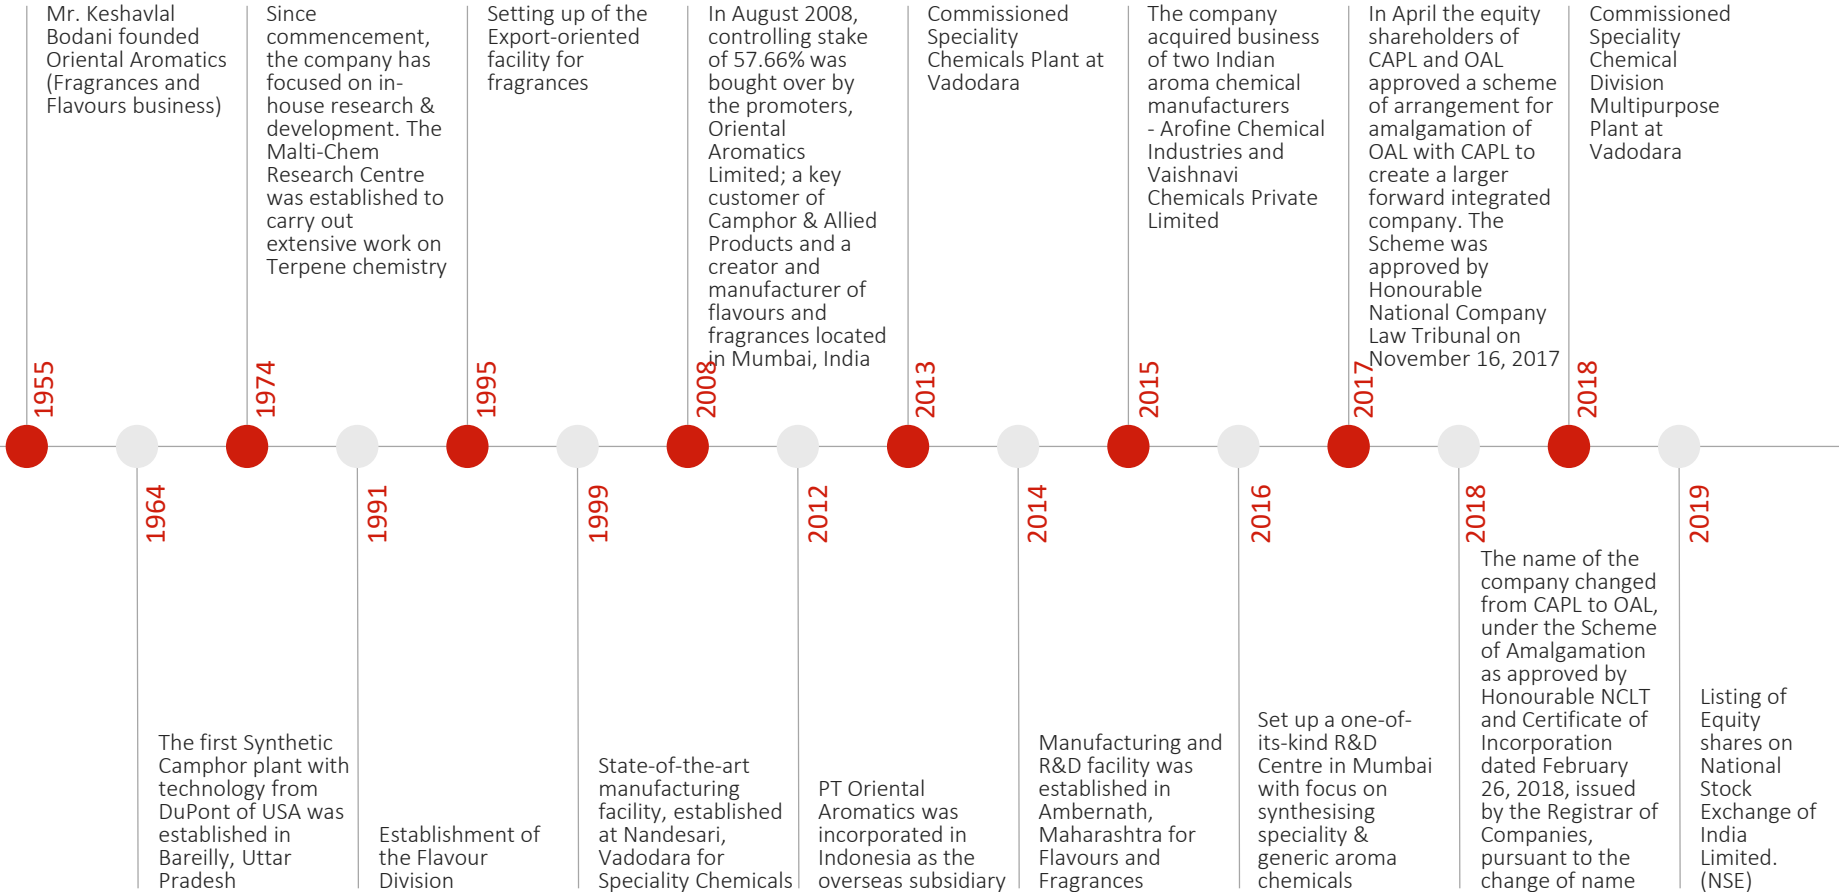 Mr. Keshavlal
Bodani founded
Oriental Aromatics
(Fragrances and
Flavours business)
1955
Since
commencement,
the company has
focused on in-
house research &
development. The
Malti-Chem
Research Centre
was established to
carry out
extensive work on
Terpene chemistry
1974
Setting up of the
Export-oriented
facility for
fragrances
1995
In August 2008,
controlling stake
of 57.66% was
bought over by
the promoters,
Oriental
Aromatics
Limited; a key
customer of
Camphor & Allied
Products and a
creator and
manufacturer of
flavours and
fragrances located
in Mumbai, India
2008
Commissioned
Speciality
Chemicals Plant at
Vadodara
2013
The company
acquired business
of two Indian
aroma chemical
manufacturers
- Arofine Chemical
Industries and
Vaishnavi
Chemicals Private
Limited
2015
In April the equity
shareholders of
CAPL and OAL
approved a scheme
of arrangement for
amalgamation of
OAL with CAPL to
create a larger
forward integrated
company. The
Scheme was
approved by
Honourable
National Company
Law Tribunal on
November 16, 2017
2017
Commissioned
Speciality
Chemical
Division
Multipurpose
Plant at
Vadodara
2018
1964
The first Synthetic
Camphor plant with
technology from
DuPont of USA was
established in
Bareilly, Uttar
Pradesh
1991
Establishment of
the Flavour
Division
1999
State-of-the-art
manufacturing
facility, established
at Nandesari,
Vadodara for
Speciality Chemicals
2012
PT Oriental
Aromatics was
incorporated in
Indonesia as the
overseas subsidiary
2014
Manufacturing and
R&D facility was
established in
Ambernath,
Maharashtra for
Flavours and
Fragrances
2016
Set up a one-of-
its-kind R&D
Centre in Mumbai
with focus on
synthesising
speciality &
generic aroma
chemicals
2018
The name of the
company changed
from CAPL to OAL,
under the Scheme
of Amalgamation
as approved by
Honourable NCLT
and Certificate of
Incorporation
dated February
26, 2018, issued
by the Registrar of
Companies,
pursuant to the
change of name
2019
Listing of
Equity
shares on
National
Stock
Exchange of
India
Limited.
(NSE)